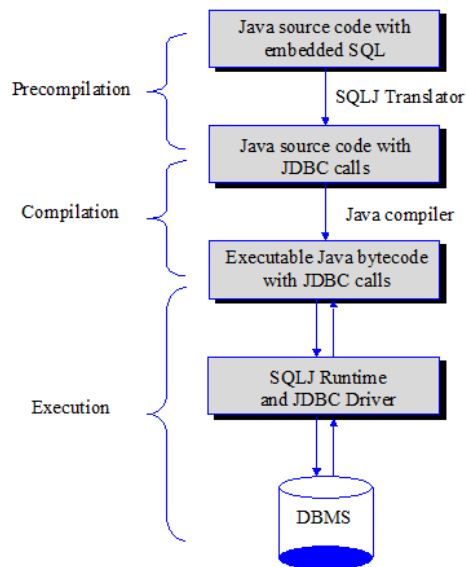 Java source code with
embedded SQL
Precompilation
SQLJ Translator
Java source code with
JDBC calls
Compilation
Java compiler
Executable Java bytecode
with JDBC calls
SQLJ Runtime
and JDBC Driver
Execution
DBMS